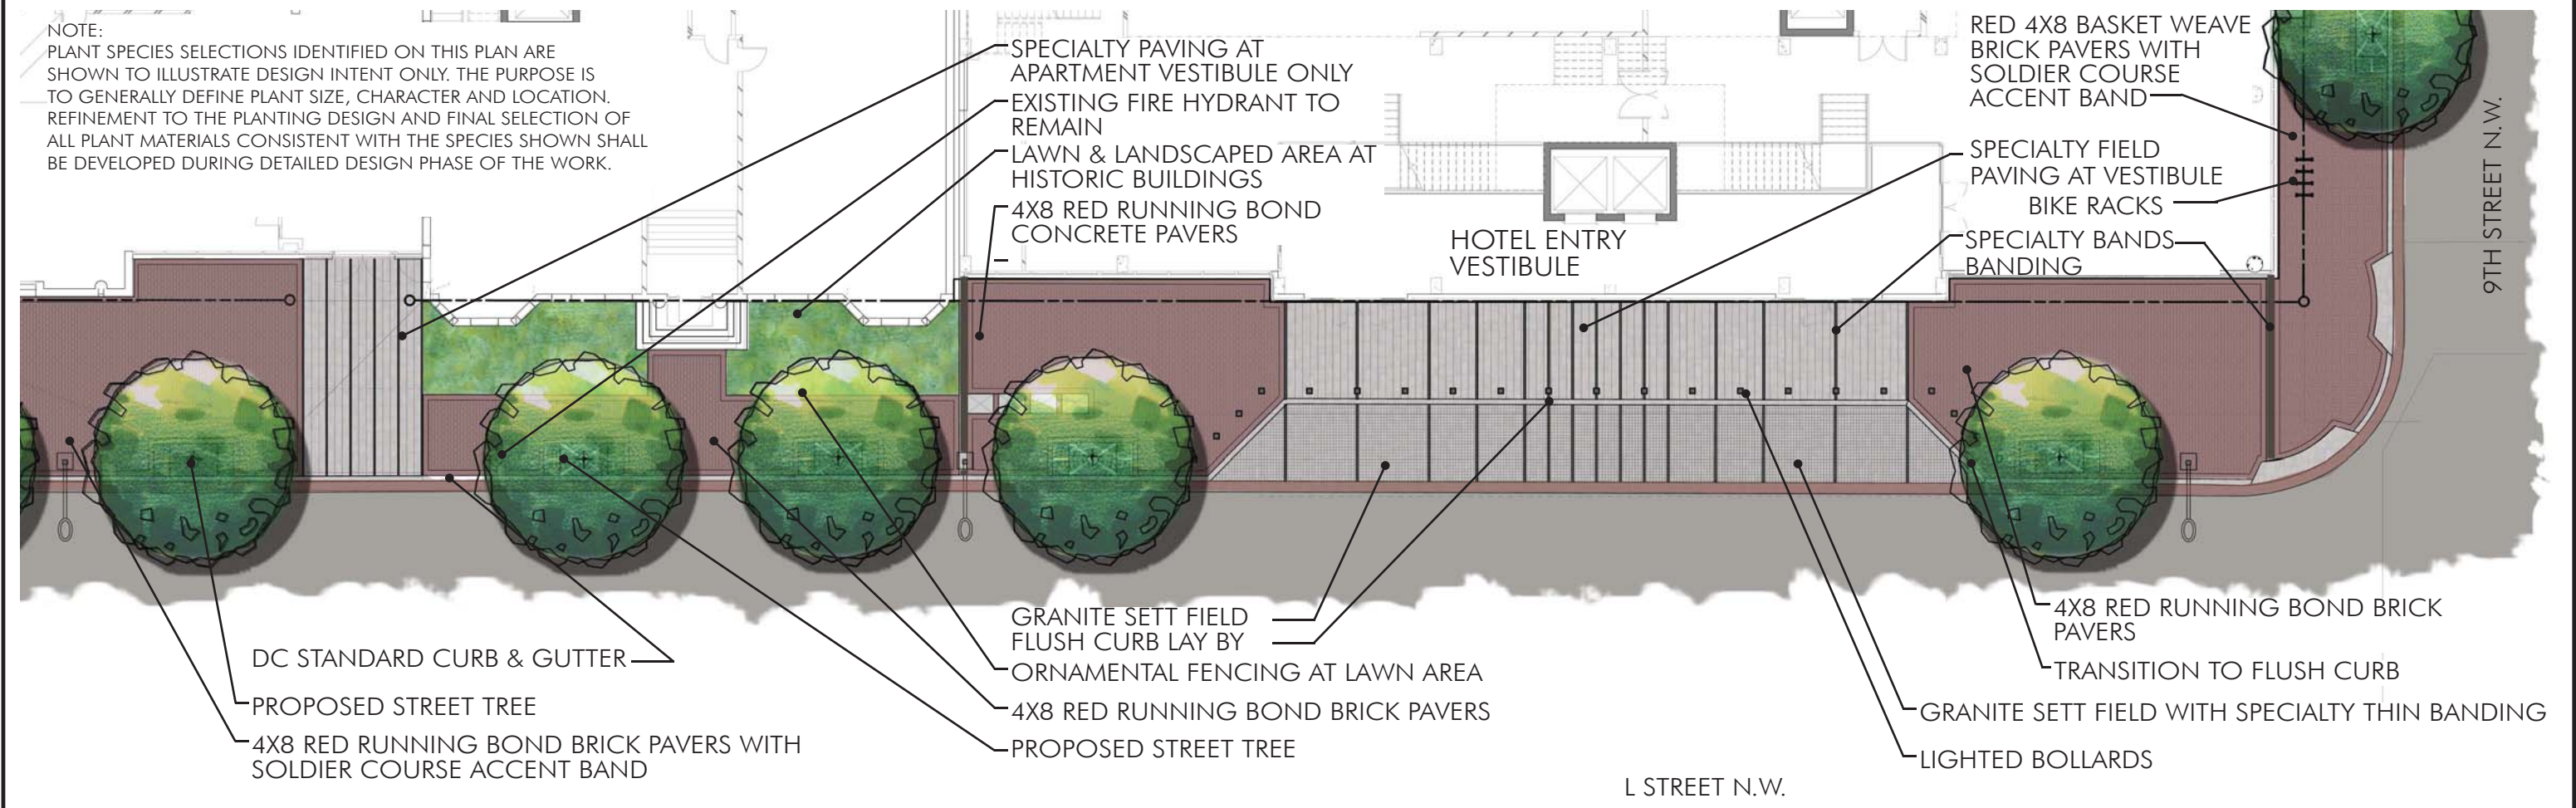 NOTE:
PLANT SPECIES SELECTIONS IDENTIFIED ON THIS PLAN ARE
SHOWN TO ILLUSTRATE DESIGN INTENT ONLY. THE PURPOSE IS
TO GENERALLY DEFINE PLANT SIZE, CHARACTER AND LOCATION.
REFINEMENT TO THE PLANTING DESIGN AND FINAL SELECTION OF
ALL PLANT MATERIALS CONSISTENT WITH THE SPECIES SHOWN SHALL
BE DEVELOPED DURING DETAILED DESIGN PHASE OF THE WORK.
SPECIALTY PAVING AT
APARTMENT VESTIBULE ONLY
EXISTING FIRE HYDRANT TO
REMAIN
LAWN & LANDSCAPED AREA AT
HISTORIC BUILDINGS
4X8 RED RUNNING BOND
CONCRETE PAVERS
HOTEL ENTRY
VESTIBULE
RED 4X8 BASKET WEAVE
BRICK PAVERS WITH
SOLDIER COURSE
ACCENT BAND
SPECIALTY FIELD
PAVING AT VESTIBULE
BIKE RACKS
SPECIALTY BANDS
BANDING
9TH STREET N.W.
DC STANDARD CURB & GUTTER
PROPOSED STREET TREE
4X8 RED RUNNING BOND BRICK PAVERS WITH
SOLDIER COURSE ACCENT BAND
GRANITE SETT FIELD
FLUSH CURB LAY BY
ORNAMENTAL FENCING AT LAWN AREA
4X8 RED RUNNING BOND BRICK PAVERS
PROPOSED STREET TREE
4X8 RED RUNNING BOND BRICK
PAVERS
TRANSITION TO FLUSH CURB
GRANITE SETT FIELD WITH SPECIALTY THIN BANDING
LIGHTED BOLLARDS
L STREET N.W.